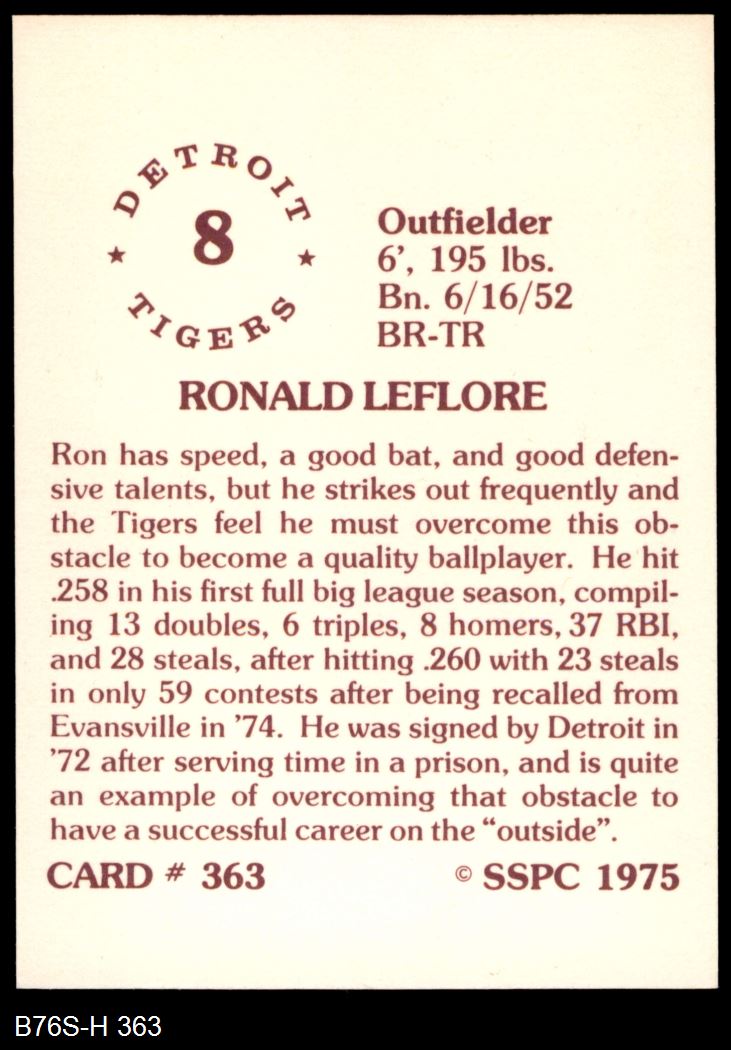 DETROIT
8
TIGERS
Outfielder
6', 195 lbs.
Bn. 6/16/52
BR-TR
RONALD LEFLORE
Ron has speed, a good bat, and good defen-
sive talents, but he strikes out frequently and
the Tigers feel he must overcome this ob-
stacle to become a quality ballplayer. He hit
.258 in his first full big league season, compil-
ing 13 doubles, 6 triples, 8 homers, 37 RBI,
and 28 steals, after hitting .260 with 23 steals
in only 59 contests after being recalled from
Evansville in '74. He was signed by Detroit in
'72 after serving time in a prison, and is quite
an example of overcoming that obstacle to
have a successful career on the “outside”.
CARD # 363 © SSPC 1975
B76S-H 363